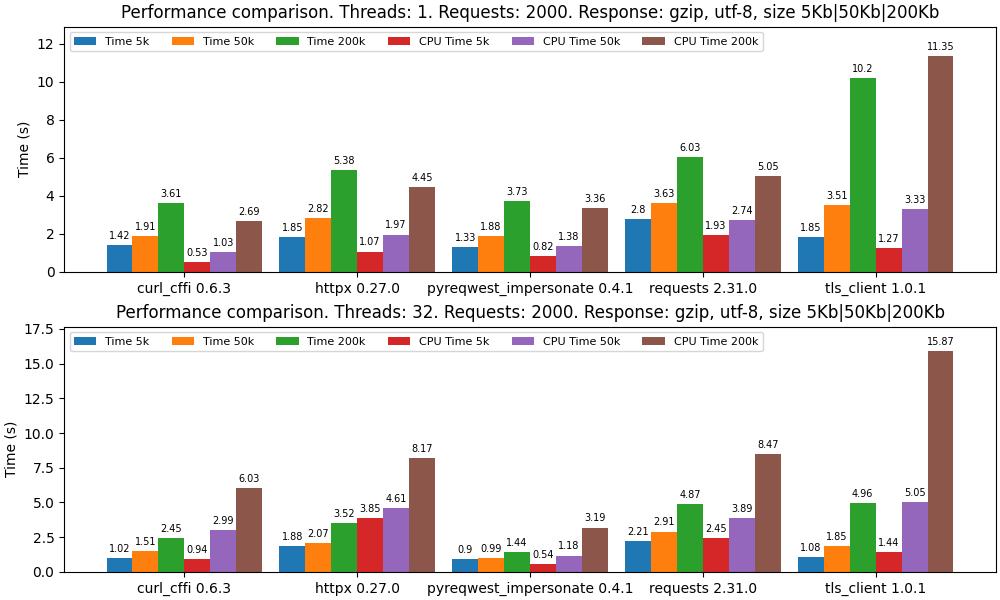 Performance comparison. Threads: 1. Requests: 2000. Response: gzip, utf-8, size 5Kb|50Kb|200Kb
Time 5k Time 50k Time 200k CPU Time 5k CPU Time 50k CPU Time 200k
Time (s)
12
10
8
6
4
2
0
1.42 1.91 3.61 0.53 1.03 2.69
1.85 2.82 5.38 1.07 1.97 4.45
1.33 1.88 3.73 0.82 1.38 3.36
2.8 3.63 6.03 1.93 2.74 5.05
1.85 3.51 10.2 1.27 3.33 11.35
curl_cffi 0.6.3 httpx 0.27.0 pyreqwest_impersonate 0.4.1 requests 2.31.0 tls_client 1.0.1
Performance comparison. Threads: 32. Requests: 2000. Response: gzip, utf-8, size 5Kb|50Kb|200Kb
Time 5k Time 50k Time 200k CPU Time 5k CPU Time 50k CPU Time 200k
Time (s)
17.5
15.0
12.5
10.0
7.5
5.0
2.5
0.0
1.02 1.51 2.45 0.94 2.99 6.03
1.88 2.07 3.52 3.85 4.61 8.17
0.9 0.99 1.44 0.54 1.18 3.19
2.21 2.91 4.87 2.45 3.89 8.47
1.08 1.85 4.96 1.44 5.05 15.87
curl_cffi 0.6.3 httpx 0.27.0 pyreqwest_impersonate 0.4.1 requests 2.31.0 tls_client 1.0.1